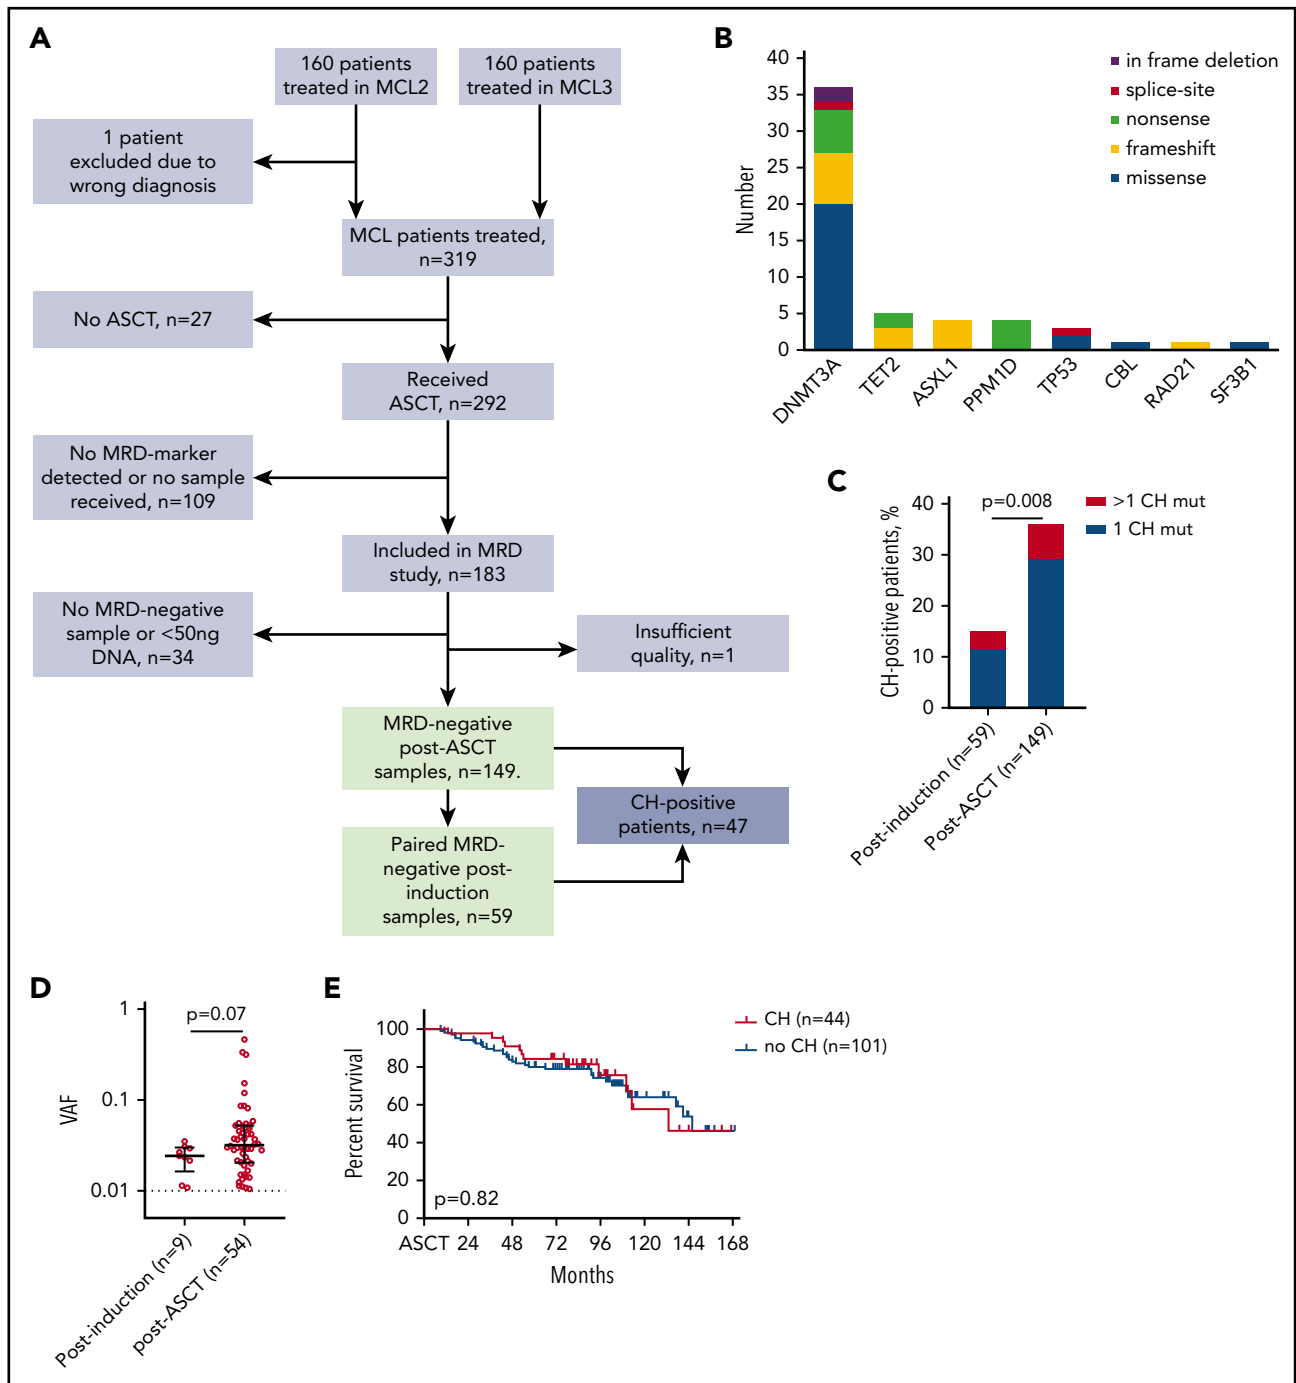 A
160 patients
treated in MCL2
160 patients
treated in MCL3
1 patient
excluded due to
wrong diagnosis
MCL patients treated,
n=319
No ASCT, n=27
Received
ASCT, n=292
No MRD-marker
detected or no sample
received, n=109
Included in MRD
study, n=183
No MRD-negative
sample or <50ng
DNA, n=34
Insufficient
quality, n=1
MRD-negative
post-ASCT
samples, n=149.
CH-positive
patients, n=47
Paired MRD-
negative post-
induction
samples, n=59
B
Number
40
35
30
25
20
15
10
5
0
in frame deletion
splice-site
nonsense
frameshift
missense
DNMT3A
TET2
ASXL1
PPM1D
TP53
CBL
RAD21
SF3B1
C
CH-positive patients, %
40
30
20
10
0
p=0.008
>1 CH mut
1 CH mut
Post-induction (n=59)
Post-ASCT (n=149)
D
VAF
1
0.1
0.01
p=0.07
Post-induction (n=9)
post-ASCT (n=54)
E
Percent survival
100
80
60
40
20
0
CH (n=44)
no CH (n=101)
p=0.82
ASCT 24 48 72 96 120 144 168
Months